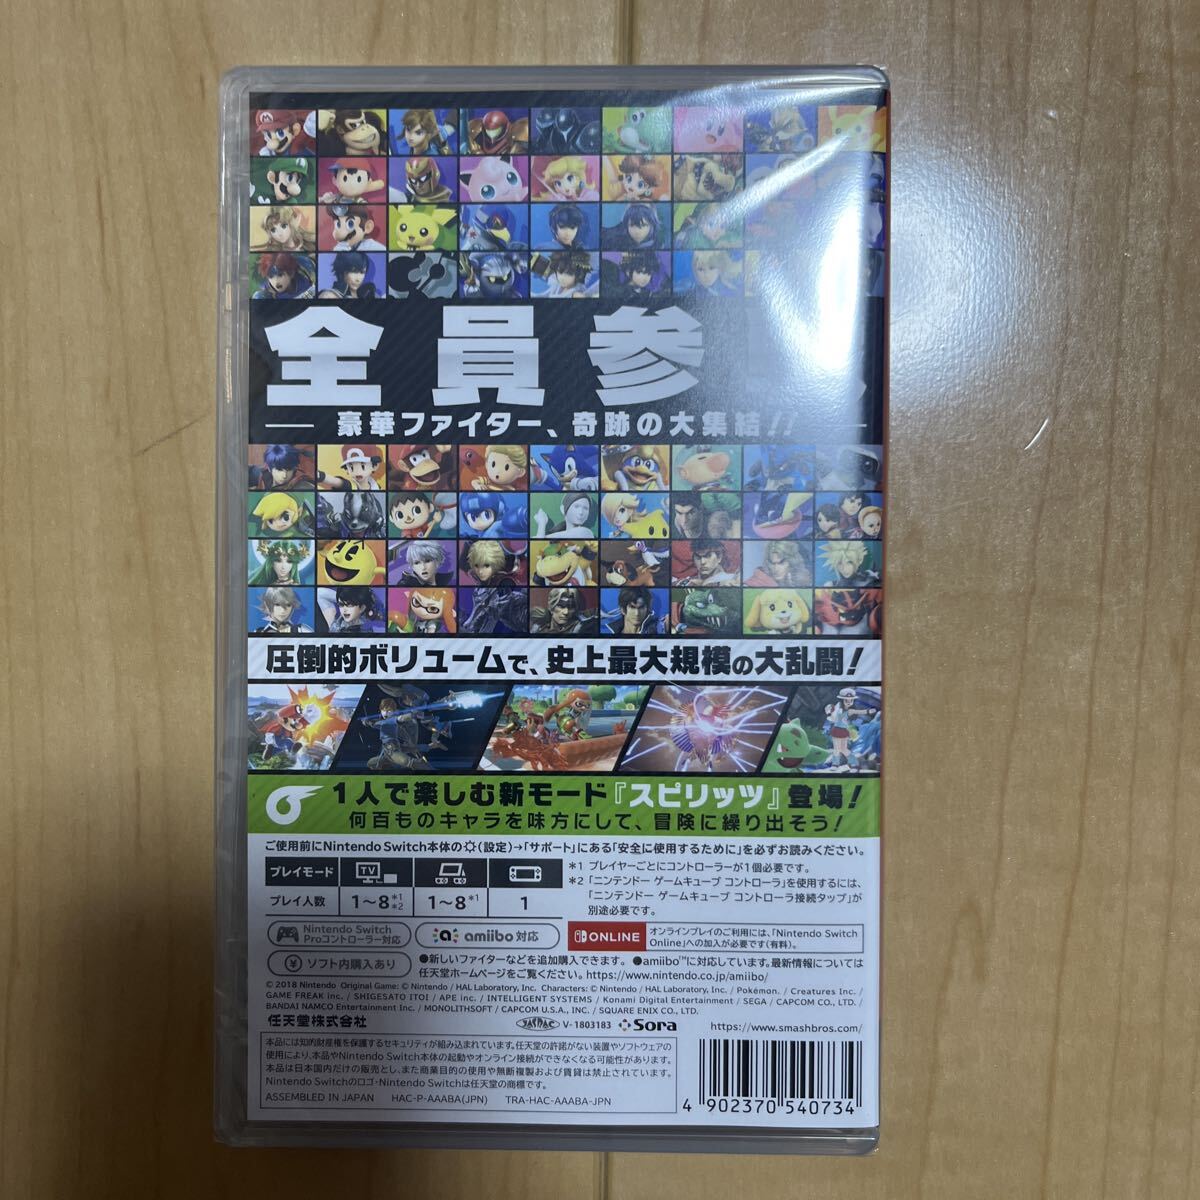 全員参
豪華ファイター、奇跡の大集結!!
圧倒的ボリュームで、史上最大規模の大乱闘!
1人で楽しむ新モード『スピリッツ』登場!
何百ものキャラを味方にして、冒険に繰り出そう!
ご使用前にNintendo Switch本体の(設定)→「サポート」にある「安全に使用するために」を必ずお読みください。
プレイモード TV
プレイ人数 1～8 *1 *2 1～8 *1 1
*1 プレイヤーごとにコントローラーが1個必要です。
*2 「ニンテンドー ゲームキューブ コントローラ」を使用するには、
「ニンテンドー ゲームキューブ コントローラ接続タップ」が
別途必要です。
Nintendo Switch
Proコントローラー対応
amiibo 対応
ONLINE
オンラインプレイのご利用には、「Nintendo Switch
Online」への加入が必要です(有料)。
¥ ソフト内購入あり
●新しいファイターなどを追加購入できます。 ●amiibo™に対応しています。最新情報については
任天堂ホームページをご覧ください。https://www.nintendo.co.jp/amiibo/
© 2018 Nintendo Original Game: © Nintendo / HAL Laboratory, Inc. Characters: © Nintendo / HAL Laboratory, Inc. / Pokémon. / Creatures Inc. /
GAME FREAK inc. / SHIGESATO ITOI / APE inc. / INTELLIGENT SYSTEMS / Konami Digital Entertainment / SEGA / CAPCOM CO., LTD. /
BANDAI NAMCO Entertainment Inc. / MONOLITHSOFT / CAPCOM U.S.A., INC. / SQUARE ENIX CO., LTD.
任天堂株式会社
JASRAC V-1803183 Sora https://www.smashbros.com/
本品には知的財産権を保護するセキュリティが組み込まれています。任天堂の許諾がない装置やソフトウェアの
使用により、本品やNintendo Switch本体の起動やオンライン接続ができなくなる可能性があります。
本品は日本国内だけの販売とし、また商業目的の使用や無断複製および賃貸は禁止されています。
Nintendo Switchのロゴ・Nintendo Switchは任天堂の商標です。
ASSEMBLED IN JAPAN HAC-P-AAABA(JPN) TRA-HAC-AAABA-JPN
4 902370 540734